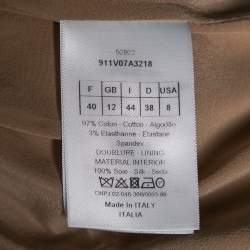 911V07A3218
F GB I D USA
40 12 44 38 8
97% Coton - Cotton - Algodon
3% Elasthanne - Elastane
Spandex
DOUBLURE - LINING
MATERIAL INTERIOR
100% Soie - Silk - Seda
Made In ITALY
ITALIA